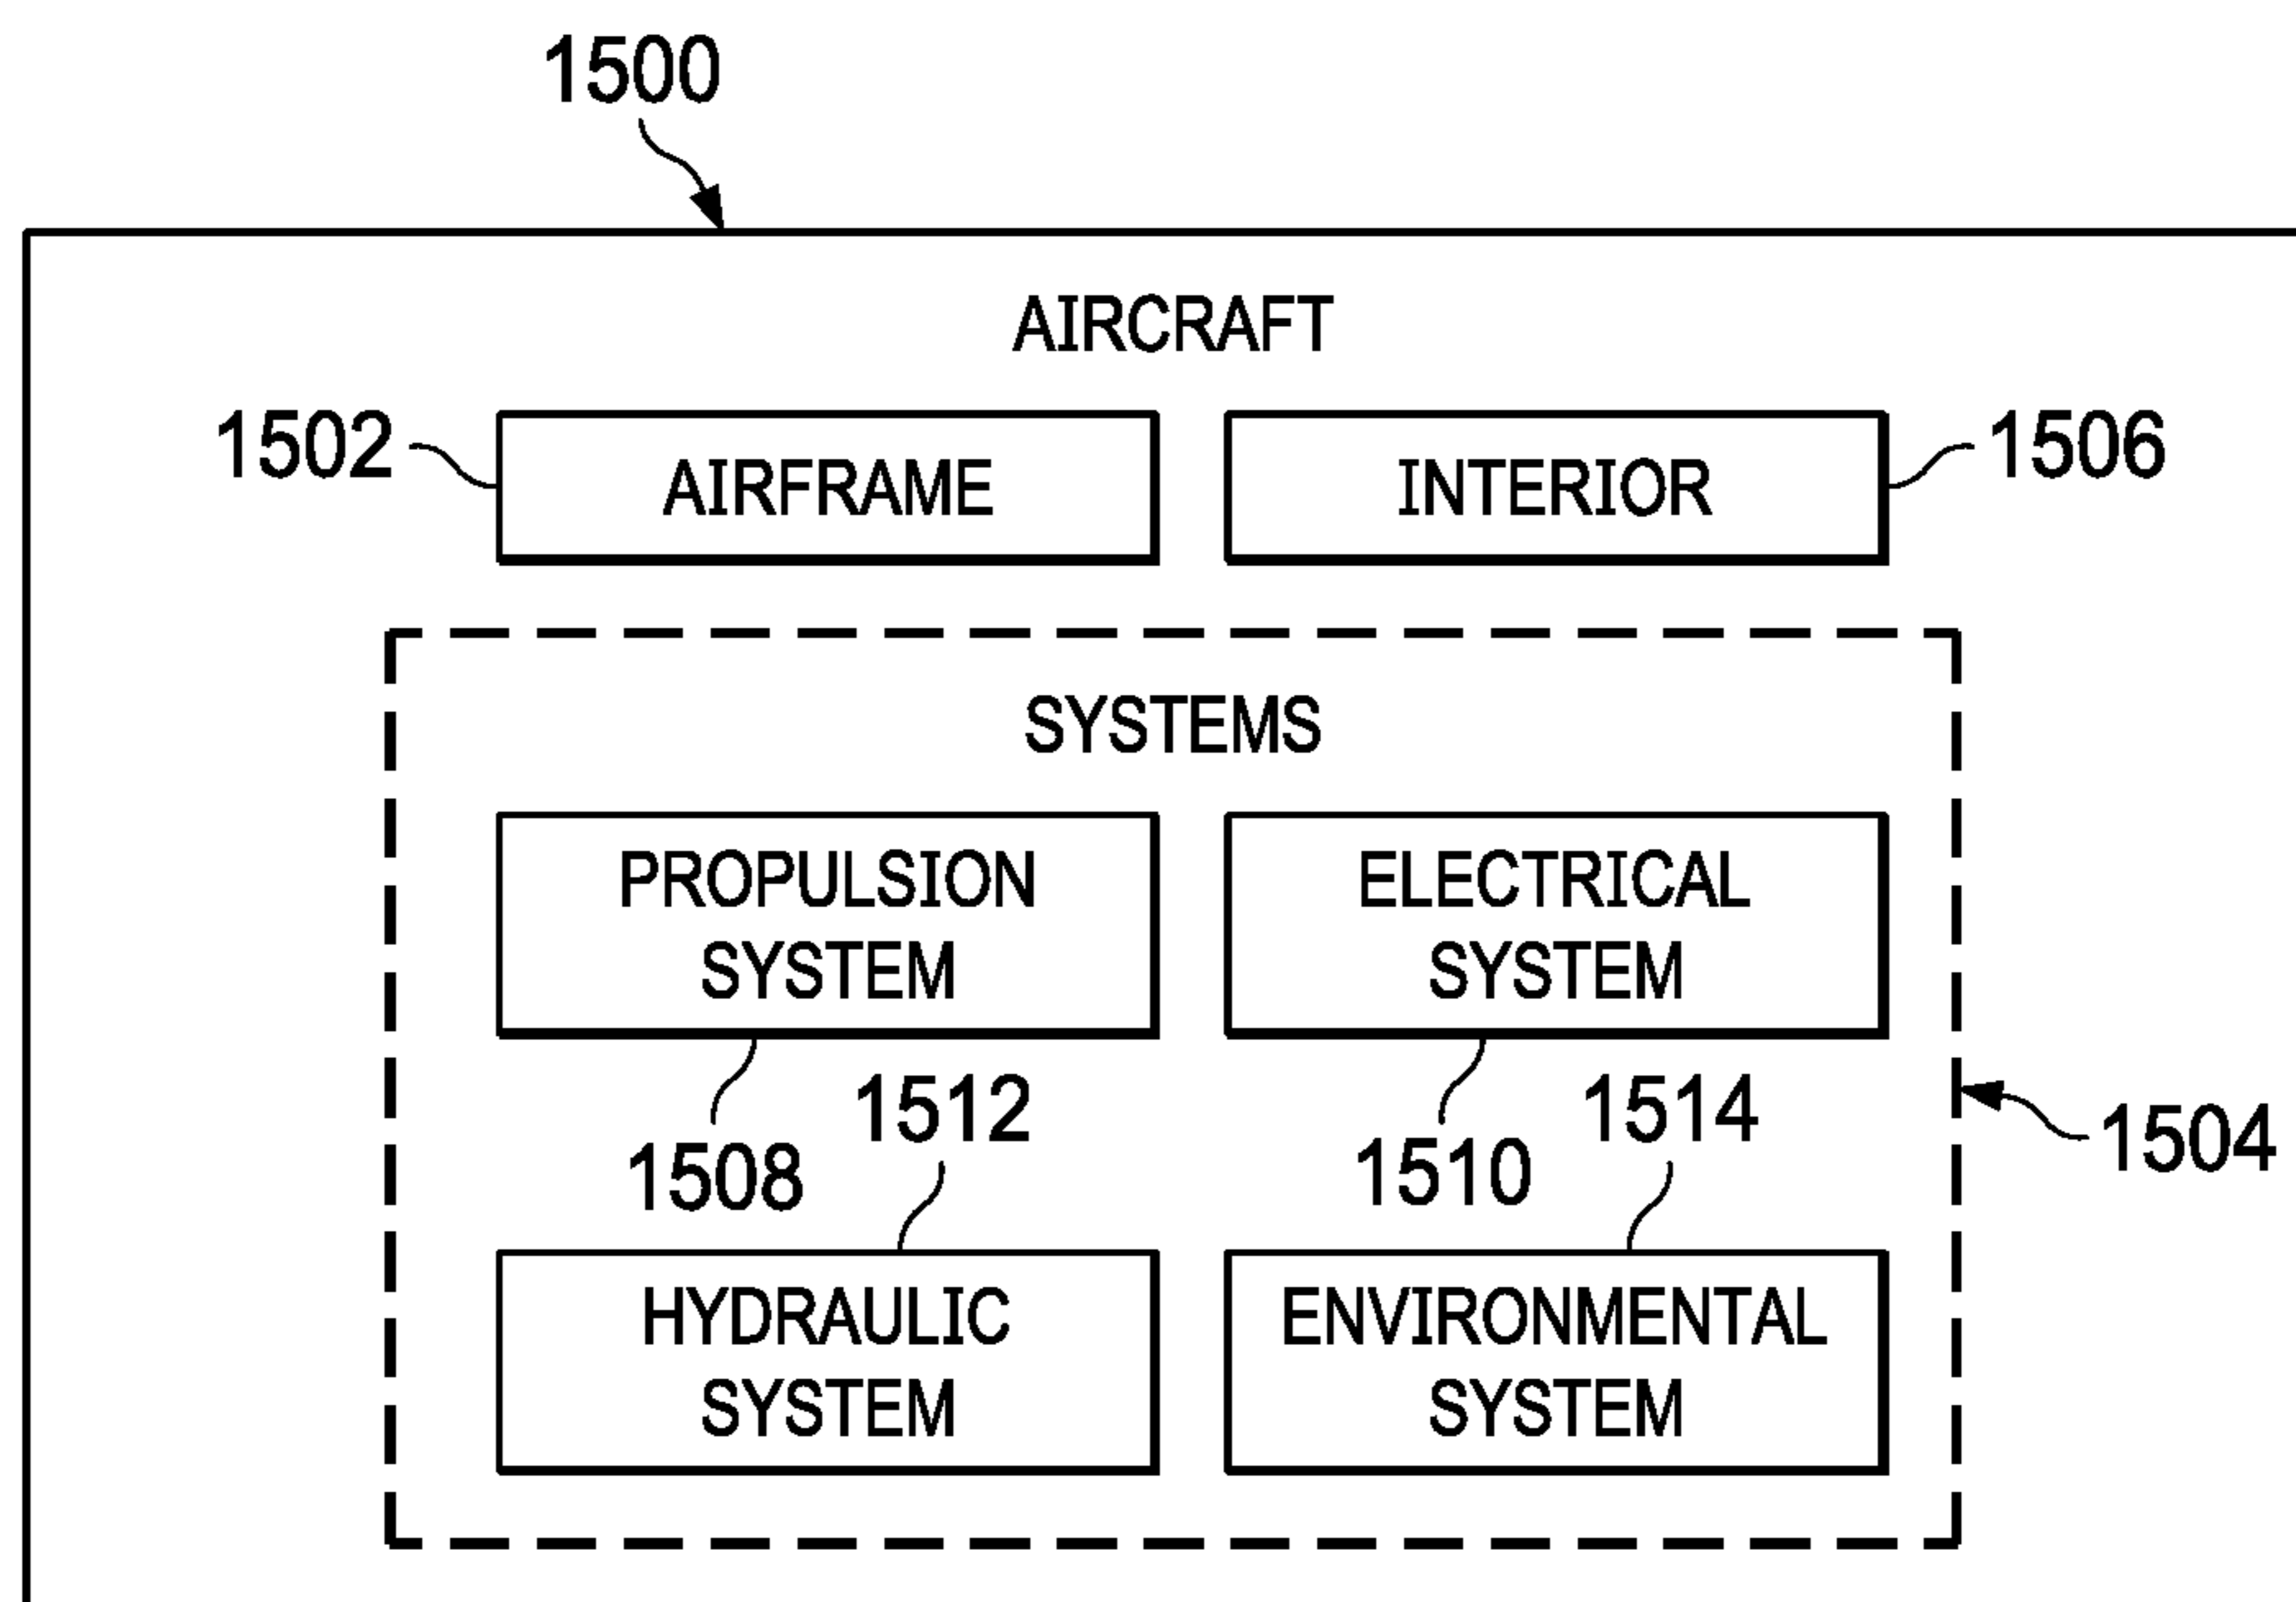 1500
AIRCRAFT
1502
AIRFRAME
INTERIOR
1506
SYSTEMS
PROPULSION
SYSTEM
ELECTRICAL
SYSTEM
1508
1512
1510
1514
1504
HYDRAULIC
SYSTEM
ENVIRONMENTAL
SYSTEM